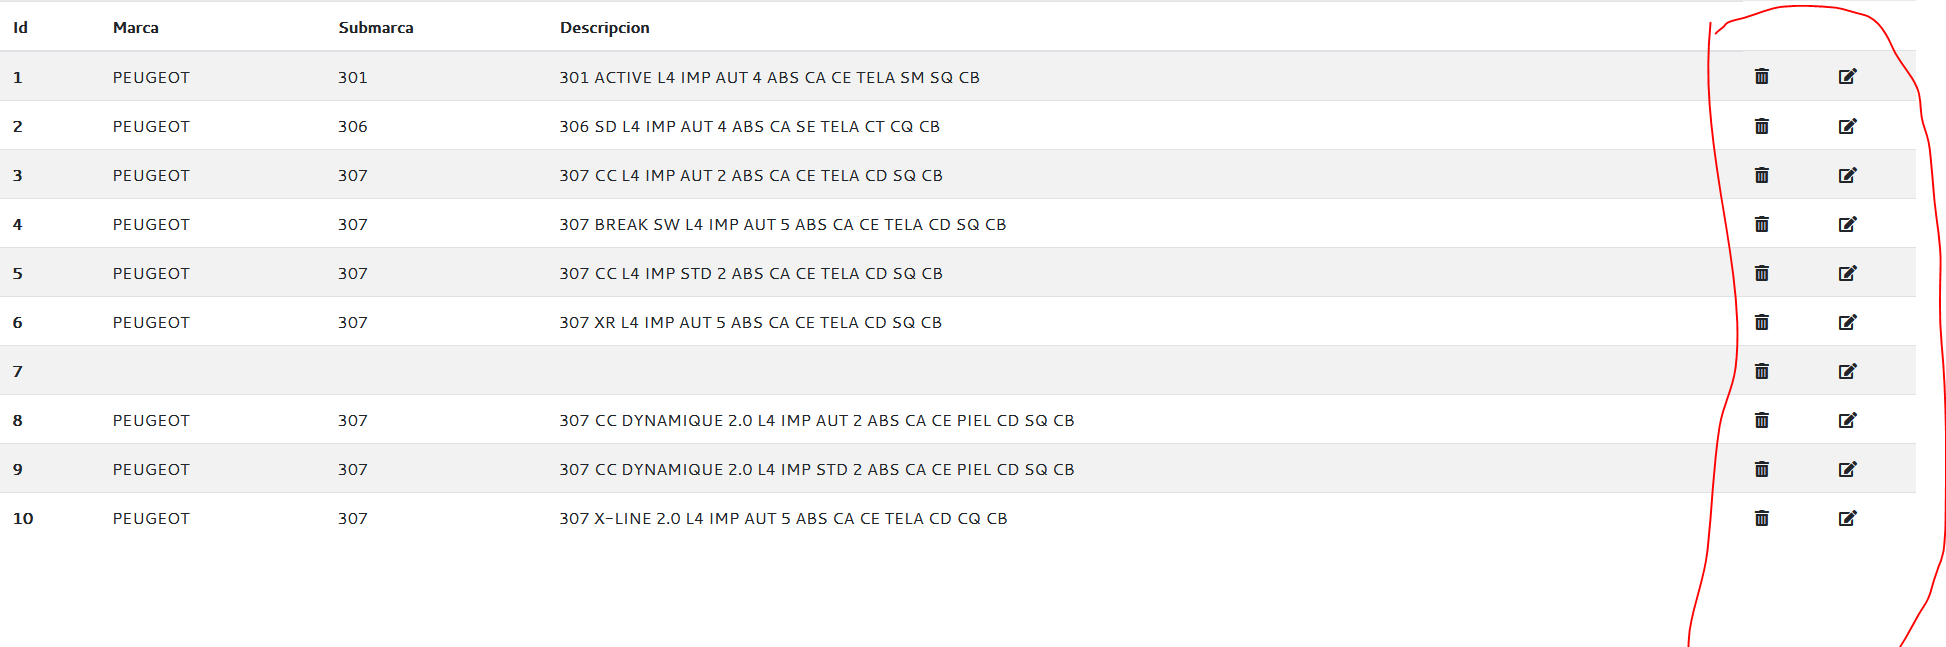 Id Marca Submarca Descripcion
1 PEUGEOT 301 301 ACTIVE L4 IMP AUT 4 ABS CA CE TELA SM SQ CB
2 PEUGEOT 306 306 SD L4 IMP AUT 4 ABS CA SE TELA CT CQ CB
3 PEUGEOT 307 307 CC L4 IMP AUT 2 ABS CA CE TELA CD SQ CB
4 PEUGEOT 307 307 BREAK SW L4 IMP AUT 5 ABS CA CE TELA CD SQ CB
5 PEUGEOT 307 307 CC L4 IMP STD 2 ABS CA CE TELA CD SQ CB
6 PEUGEOT 307 307 XR L4 IMP AUT 5 ABS CA CE TELA CD SQ CB
7
8 PEUGEOT 307 307 CC DYNAMIQUE 2.0 L4 IMP AUT 2 ABS CA CE PIEL CD SQ CB
9 PEUGEOT 307 307 CC DYNAMIQUE 2.0 L4 IMP STD 2 ABS CA CE PIEL CD SQ CB
10 PEUGEOT 307 307 X-LINE 2.0 L4 IMP AUT 5 ABS CA CE TELA CD CQ CB